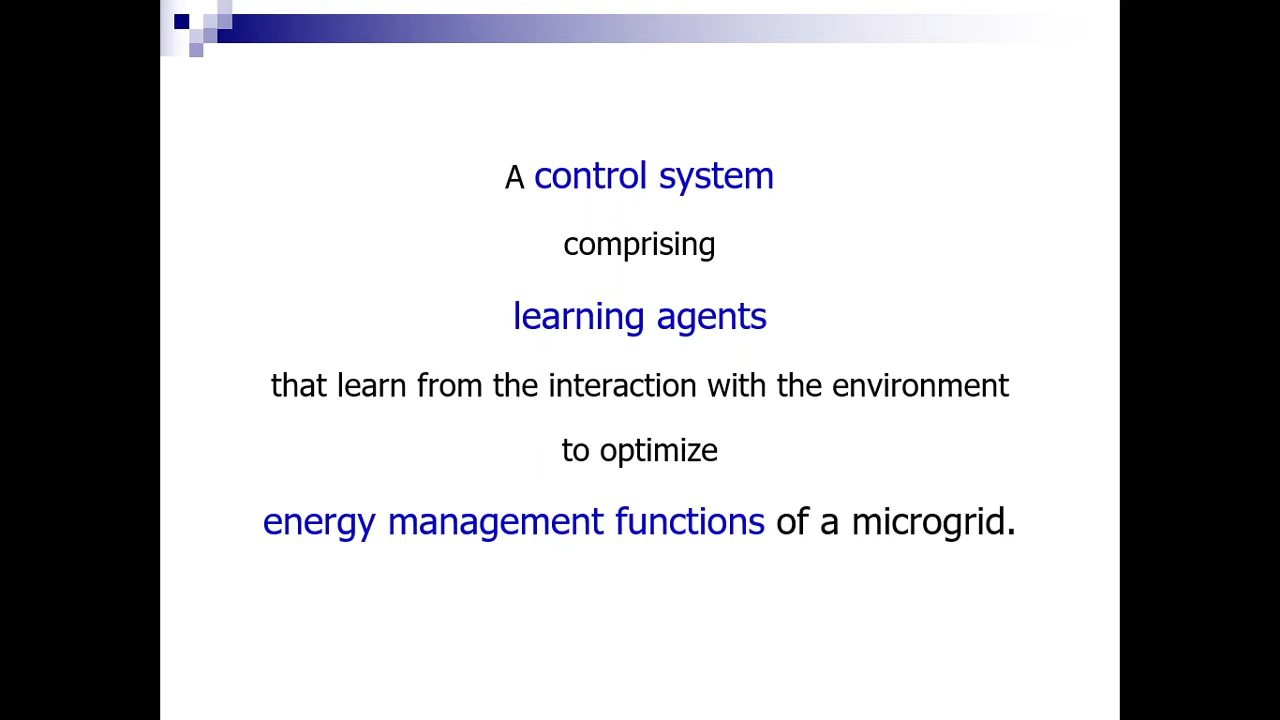 A control system
comprising
learning agents
that learn from the interaction with the environment
to optimize
energy management functions of a microgrid.